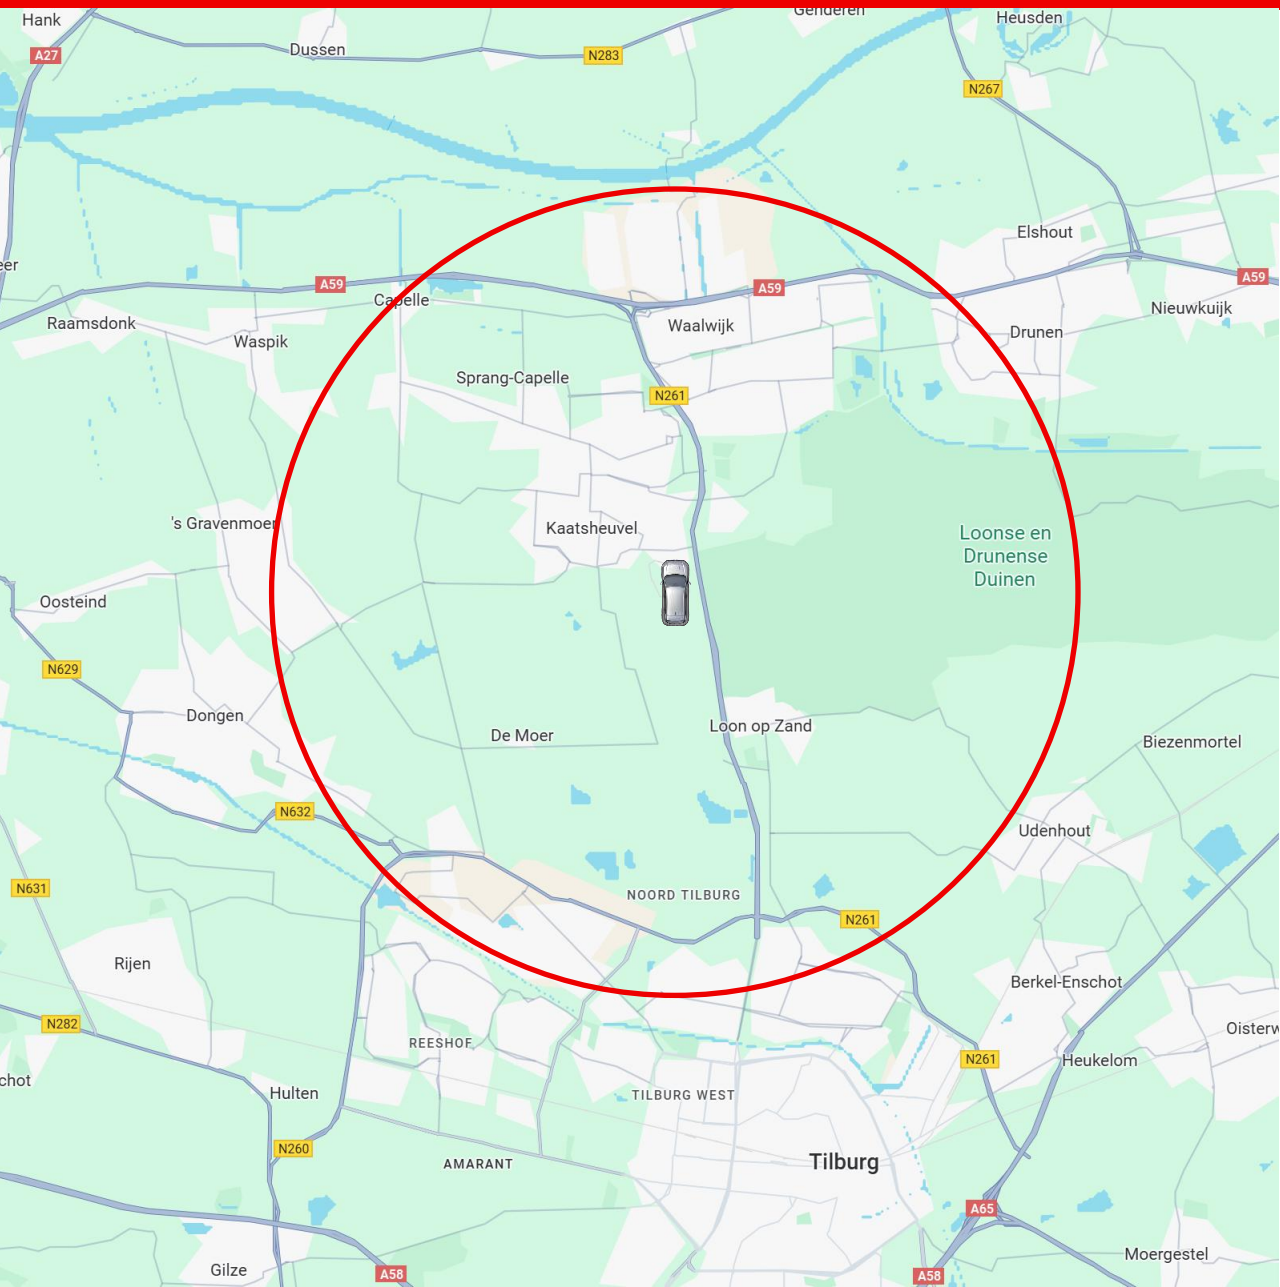 Genderen
Hank
Heusden
Dussen
A27
N283
N267
Elshout
eer
A59
A59
A59
Capelle
Nieuwkuijk
Raamsdonk
Waalwijk
Drunen
Waspik
Sprang-Capelle
N261
's Gravenmoer
Kaatsheuvel
Loonse en
Drunense
Duinen
Oosteind
N629
Dongen
Loon op Zand
De Moer
Biezenmortel
N632
Udenhout
N631
NOORD TILBURG
N261
Rijen
Berkel-Enschot
N282
Oisterw
REESHOF
N261
Heukelom
chot
Hulten
TILBURG WEST
N260
AMARANT
Tilburg
A65
Moergestel
Gilze
A58
A58